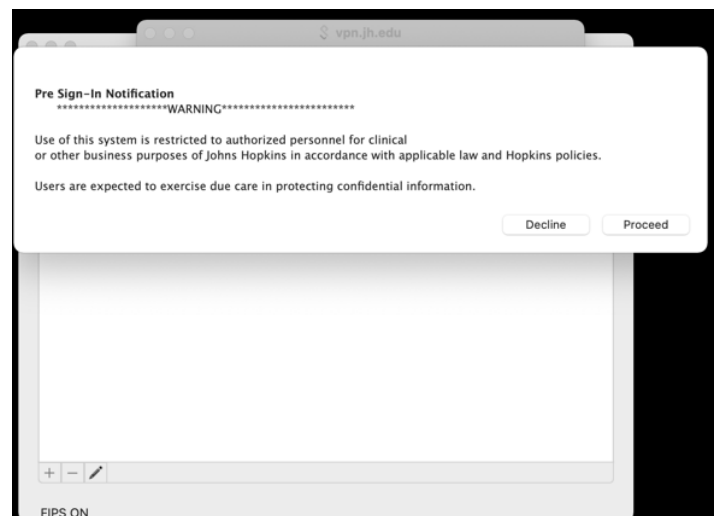 vpn.jh.edu
Pre Sign-In Notification
********************WARNING************************
Use of this system is restricted to authorized personnel for clinical
or other business purposes of Johns Hopkins in accordance with applicable law and Hopkins policies.
Users are expected to exercise due care in protecting confidential information.
Decline Proceed
FIPS ON